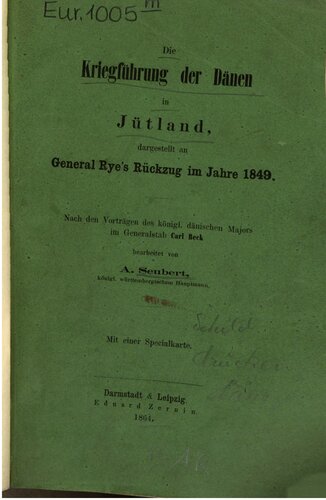 Eur. 1005 m
Die
Kriegführung der Dänen
in
Jütland,
dargestellt an
General Rye's Rückzug im Jahre 1849.
Nach den Vorträgen des königl. dänischen Majors
im Generalstab Carl Beck
bearbeitet von
A. Seubert,
königl. württembergischem Hauptmann.
Mit einer Specialkarte.
Darmstadt & Leipzig.
Eduard Zernin.
1864.